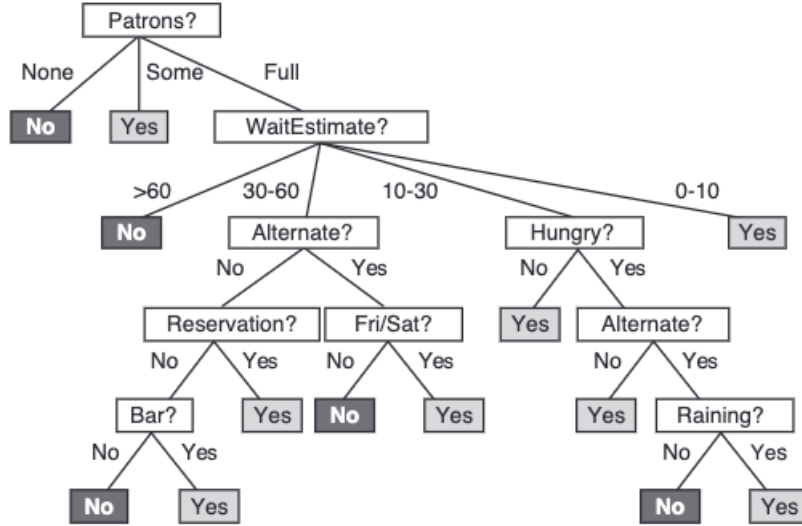 Patrons?
None Some Full
No Yes WaitEstimate?
>60 30-60 10-30 0-10
No Alternate? Hungry? Yes
No Yes No Yes
Reservation? Fri/Sat? Yes Alternate?
No Yes No Yes No Yes
Bar? Yes No Yes Yes Raining?
No Yes No Yes
No Yes No Yes